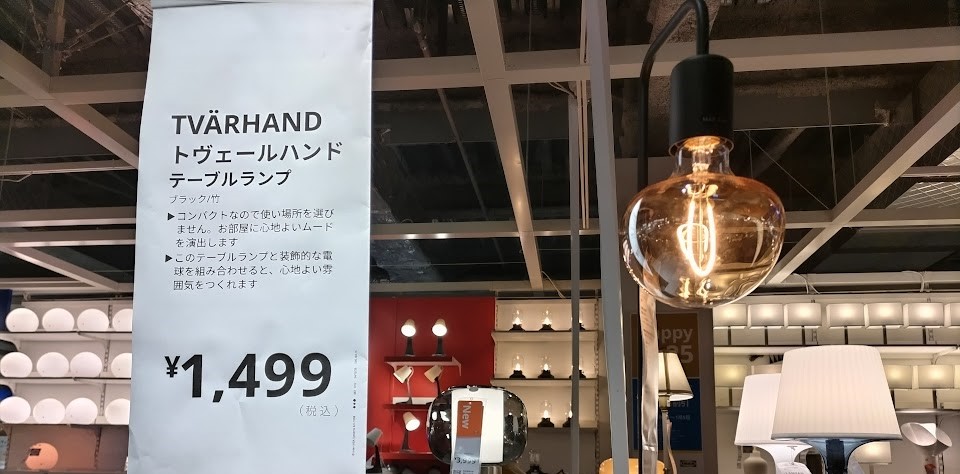 TVÄRHAND
トヴェールハンド
テーブルランプ
ブラック/竹
▶コンパクトなので使い場所を選び
ません。お部屋に心地よいムード
を演出します
▶このテーブルランプと装飾的な電
球を組み合わせると、心地よい雰
囲気をつくれます
¥1,499
(税込)
New
¥3,999